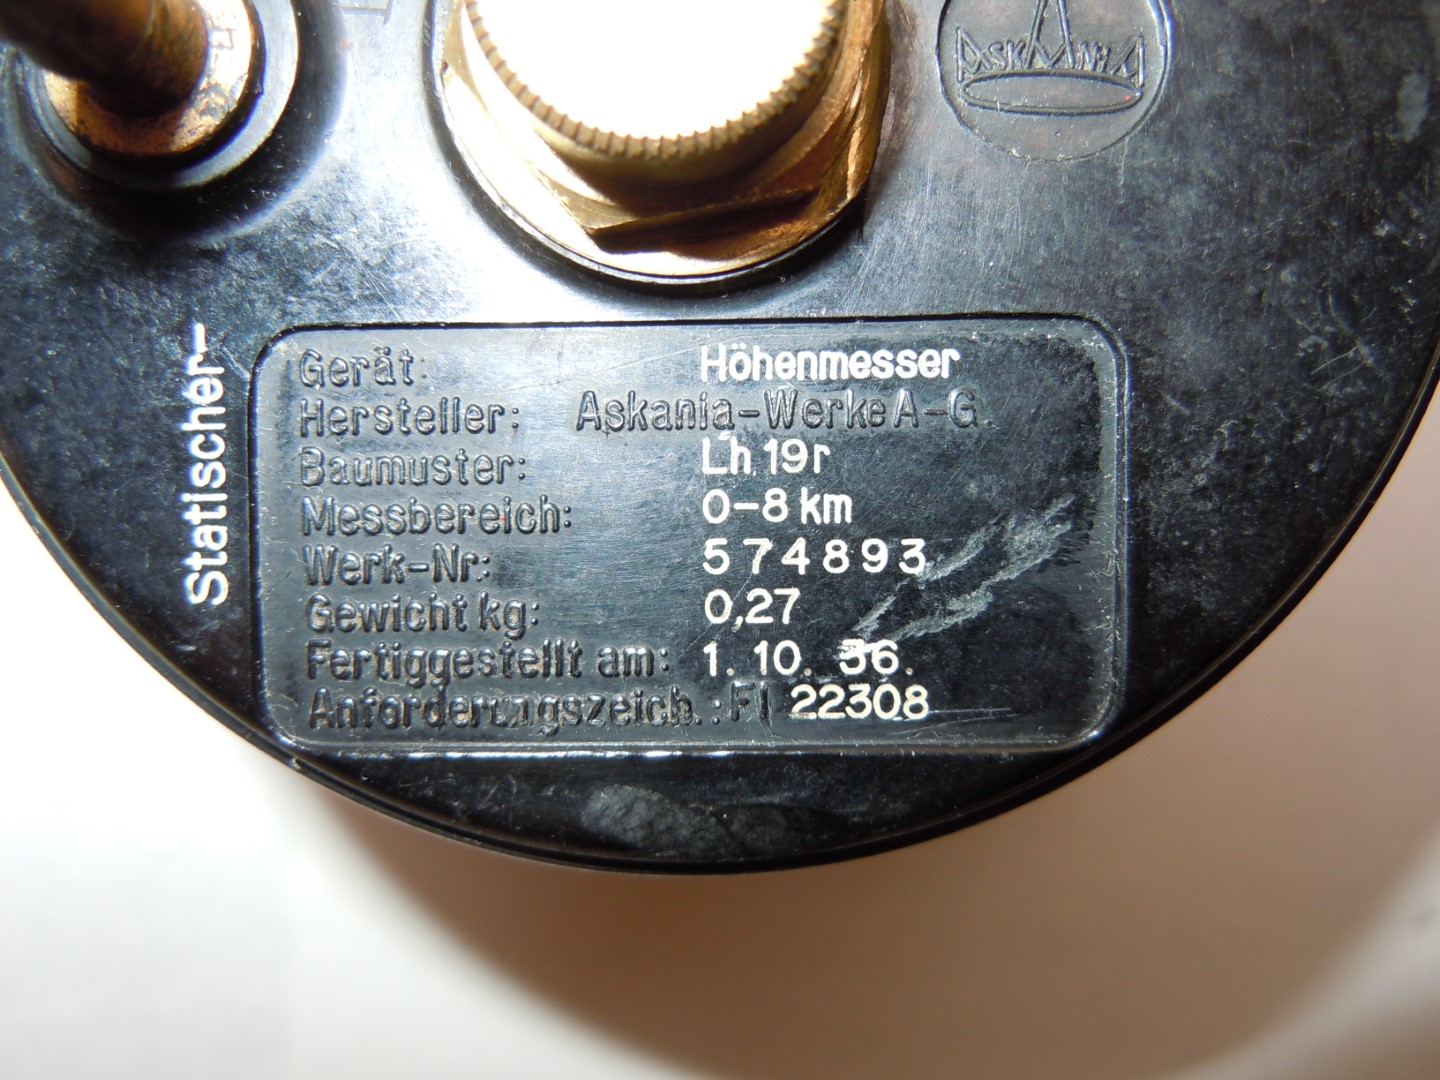 ASKANIA
Statischer-
Gerät: Höhenmesser
Hersteller: Askania-Werke A-G.
Baumuster: Lh 19r
Messbereich: 0-8 km
Werk-Nr: 574893
Gewicht kg: 0,27
Fertiggestellt am: 1. 10. 36.
Anforderungszeich.: Fl 22308